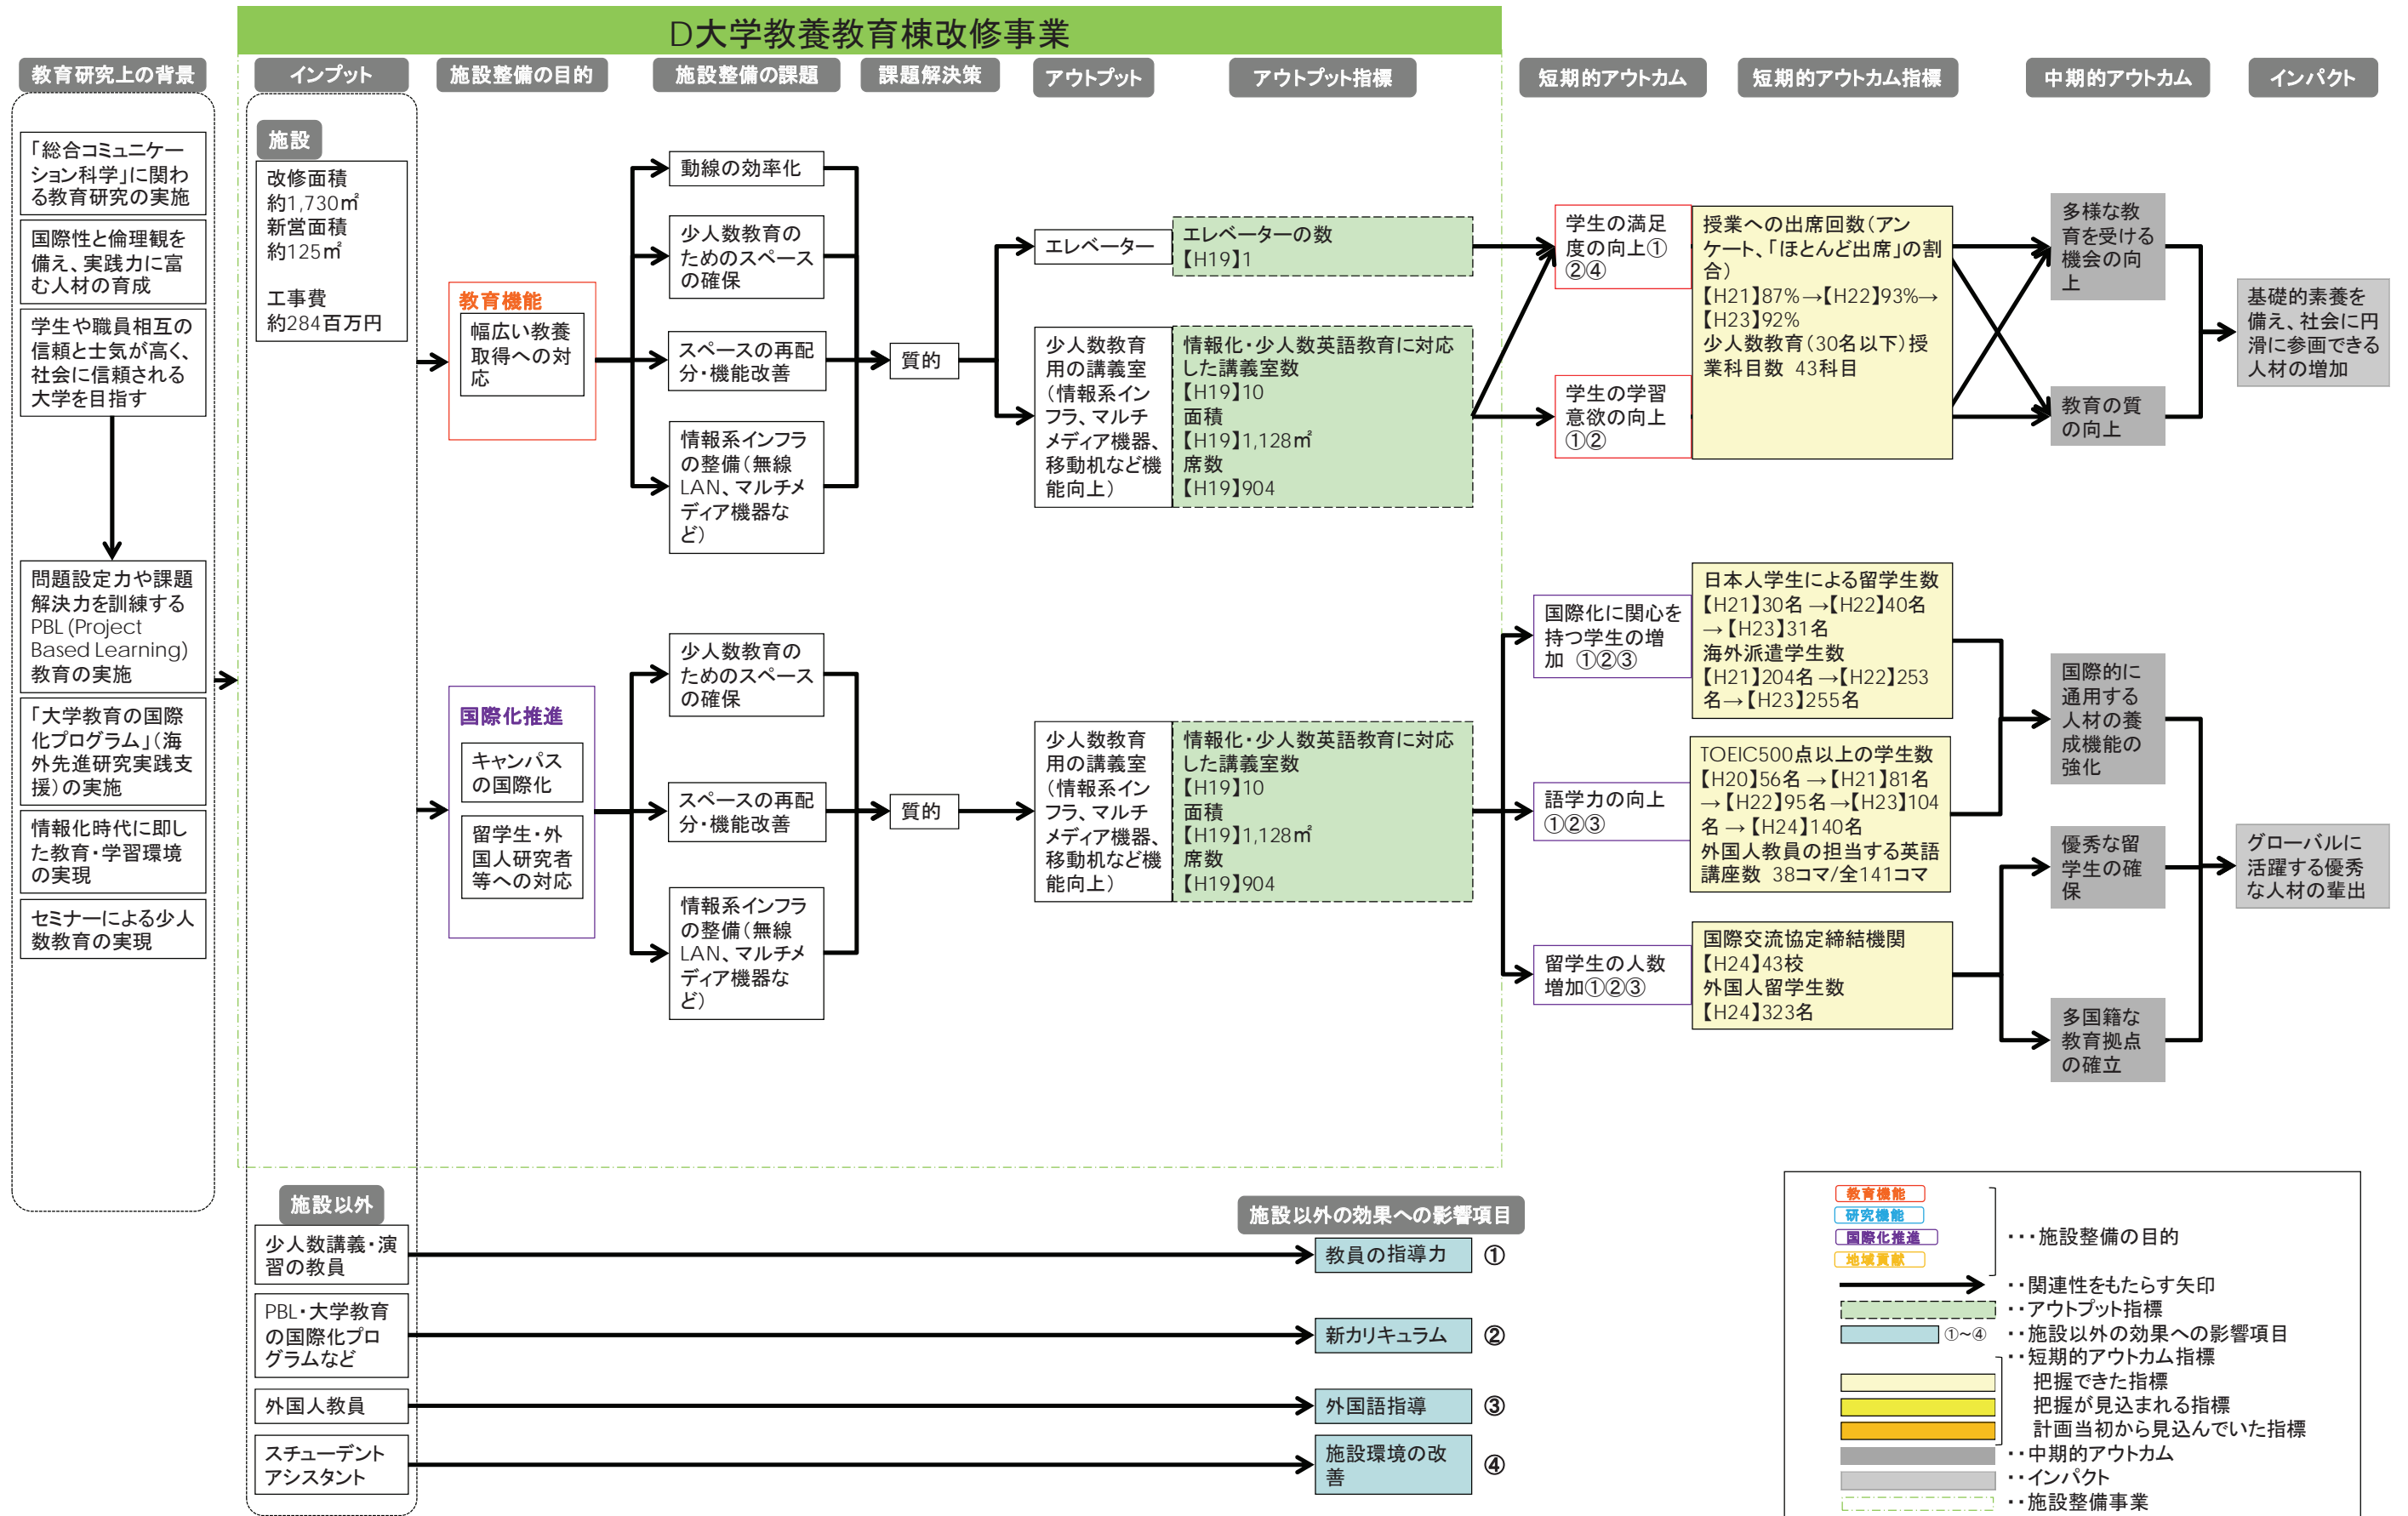 D大学教養教育棟改修事業
教育研究上の背景
インプット
施設整備の目的
施設整備の課題
課題解決策
アウトプット
アウトプット指標
短期的アウトカム
短期的アウトカム指標
中期的アウトカム
インパクト
「総合コミュニケー
ション科学」に関わ
る教育研究の実施
国際性と倫理観を
備え、実践力に富
む人材の育成
学生や職員相互の
信頼と士気が高く、
社会に信頼される
大学を目指す
問題設定力や課題
解決力を訓練する
PBL(Project
Based Learning)
教育の実施
「大学教育の国際
化プログラム」(海
外先進研究実践支
援)の実施
情報化時代に即し
た教育・学習環境
の実現
セミナーによる少人
数教育の実現
施設
改修面積
約1,730㎡
新営面積
約125㎡
工事費
約284百万円
教育機能
幅広い教養
取得への対
応
動線の効率化
少人数教育の
ためのスペース
の確保
スペースの再配
分・機能改善
情報系インフラ
の整備(無線
LAN、マルチメ
ディア機器な
ど)
質的
エレベーター
エレベーターの数
【H19】1
少人数教育
用の講義室
(情報系イン
フラ、マルチ
メディア機器、
移動机など機
能向上)
情報化・少人数英語教育に対応
した講義室数
【H19】10
面積
【H19】1,128㎡
席数
【H19】904
学生の満足
度の向上①
②④
学生の学習
意欲の向上
①②
授業への出席回数(アン
ケート、「ほとんど出席」の割
合)
【H21】87%→【H22】93%→
【H23】92%
少人数教育(30名以下)授
業科目数 43科目
多様な教
育を受ける
機会の向
上
教育の質
の向上
基礎的素養を
備え、社会に円
滑に参画できる
人材の増加
国際化推進
キャンパス
の国際化
留学生・外
国人研究者
等への対応
少人数教育の
ためのスペース
の確保
スペースの再配
分・機能改善
情報系インフラ
の整備(無線
LAN、マルチメ
ディア機器な
ど)
質的
少人数教育
用の講義室
(情報系イン
フラ、マルチ
メディア機器、
移動机など機
能向上)
情報化・少人数英語教育に対応
した講義室数
【H19】10
面積
【H19】1,128㎡
席数
【H19】904
国際化に関心を
持つ学生の増
加 ①②③
語学力の向上
①②③
留学生の人数
増加①②③
日本人学生による留学生数
【H21】30名→【H22】40名
→【H23】31名
海外派遣学生数
【H21】204名→【H22】253
名→【H23】255名
TOEIC500点以上の学生数
【H20】56名→【H21】81名
→【H22】95名→【H23】104
名→【H24】140名
外国人教員の担当する英語
講座数 38コマ/全141コマ
国際交流協定締結機関
【H24】43校
外国人留学生数
【H24】323名
国際的に
通用する
人材の養
成機能の
強化
優秀な留
学生の確
保
多国籍な
教育拠点
の確立
グローバルに
活躍する優秀
な人材の輩出
施設以外
少人数講義・演
習の教員
PBL・大学教育
の国際化プロ
グラムなど
外国人教員
スチューデント
アシスタント
施設以外の効果への影響項目
教員の指導力 ①
新カリキュラム ②
外国語指導 ③
施設環境の改
善 ④
教育機能
研究機能
国際化推進
地域貢献
・・・施設整備の目的
・・関連性をもたらす矢印
・・アウトプット指標
①~④ ・・施設以外の効果への影響項目
・・短期的アウトカム指標
把握できた指標
把握が見込まれる指標
計画当初から見込んでいた指標
・・中期的アウトカム
・・インパクト
・・施設整備事業